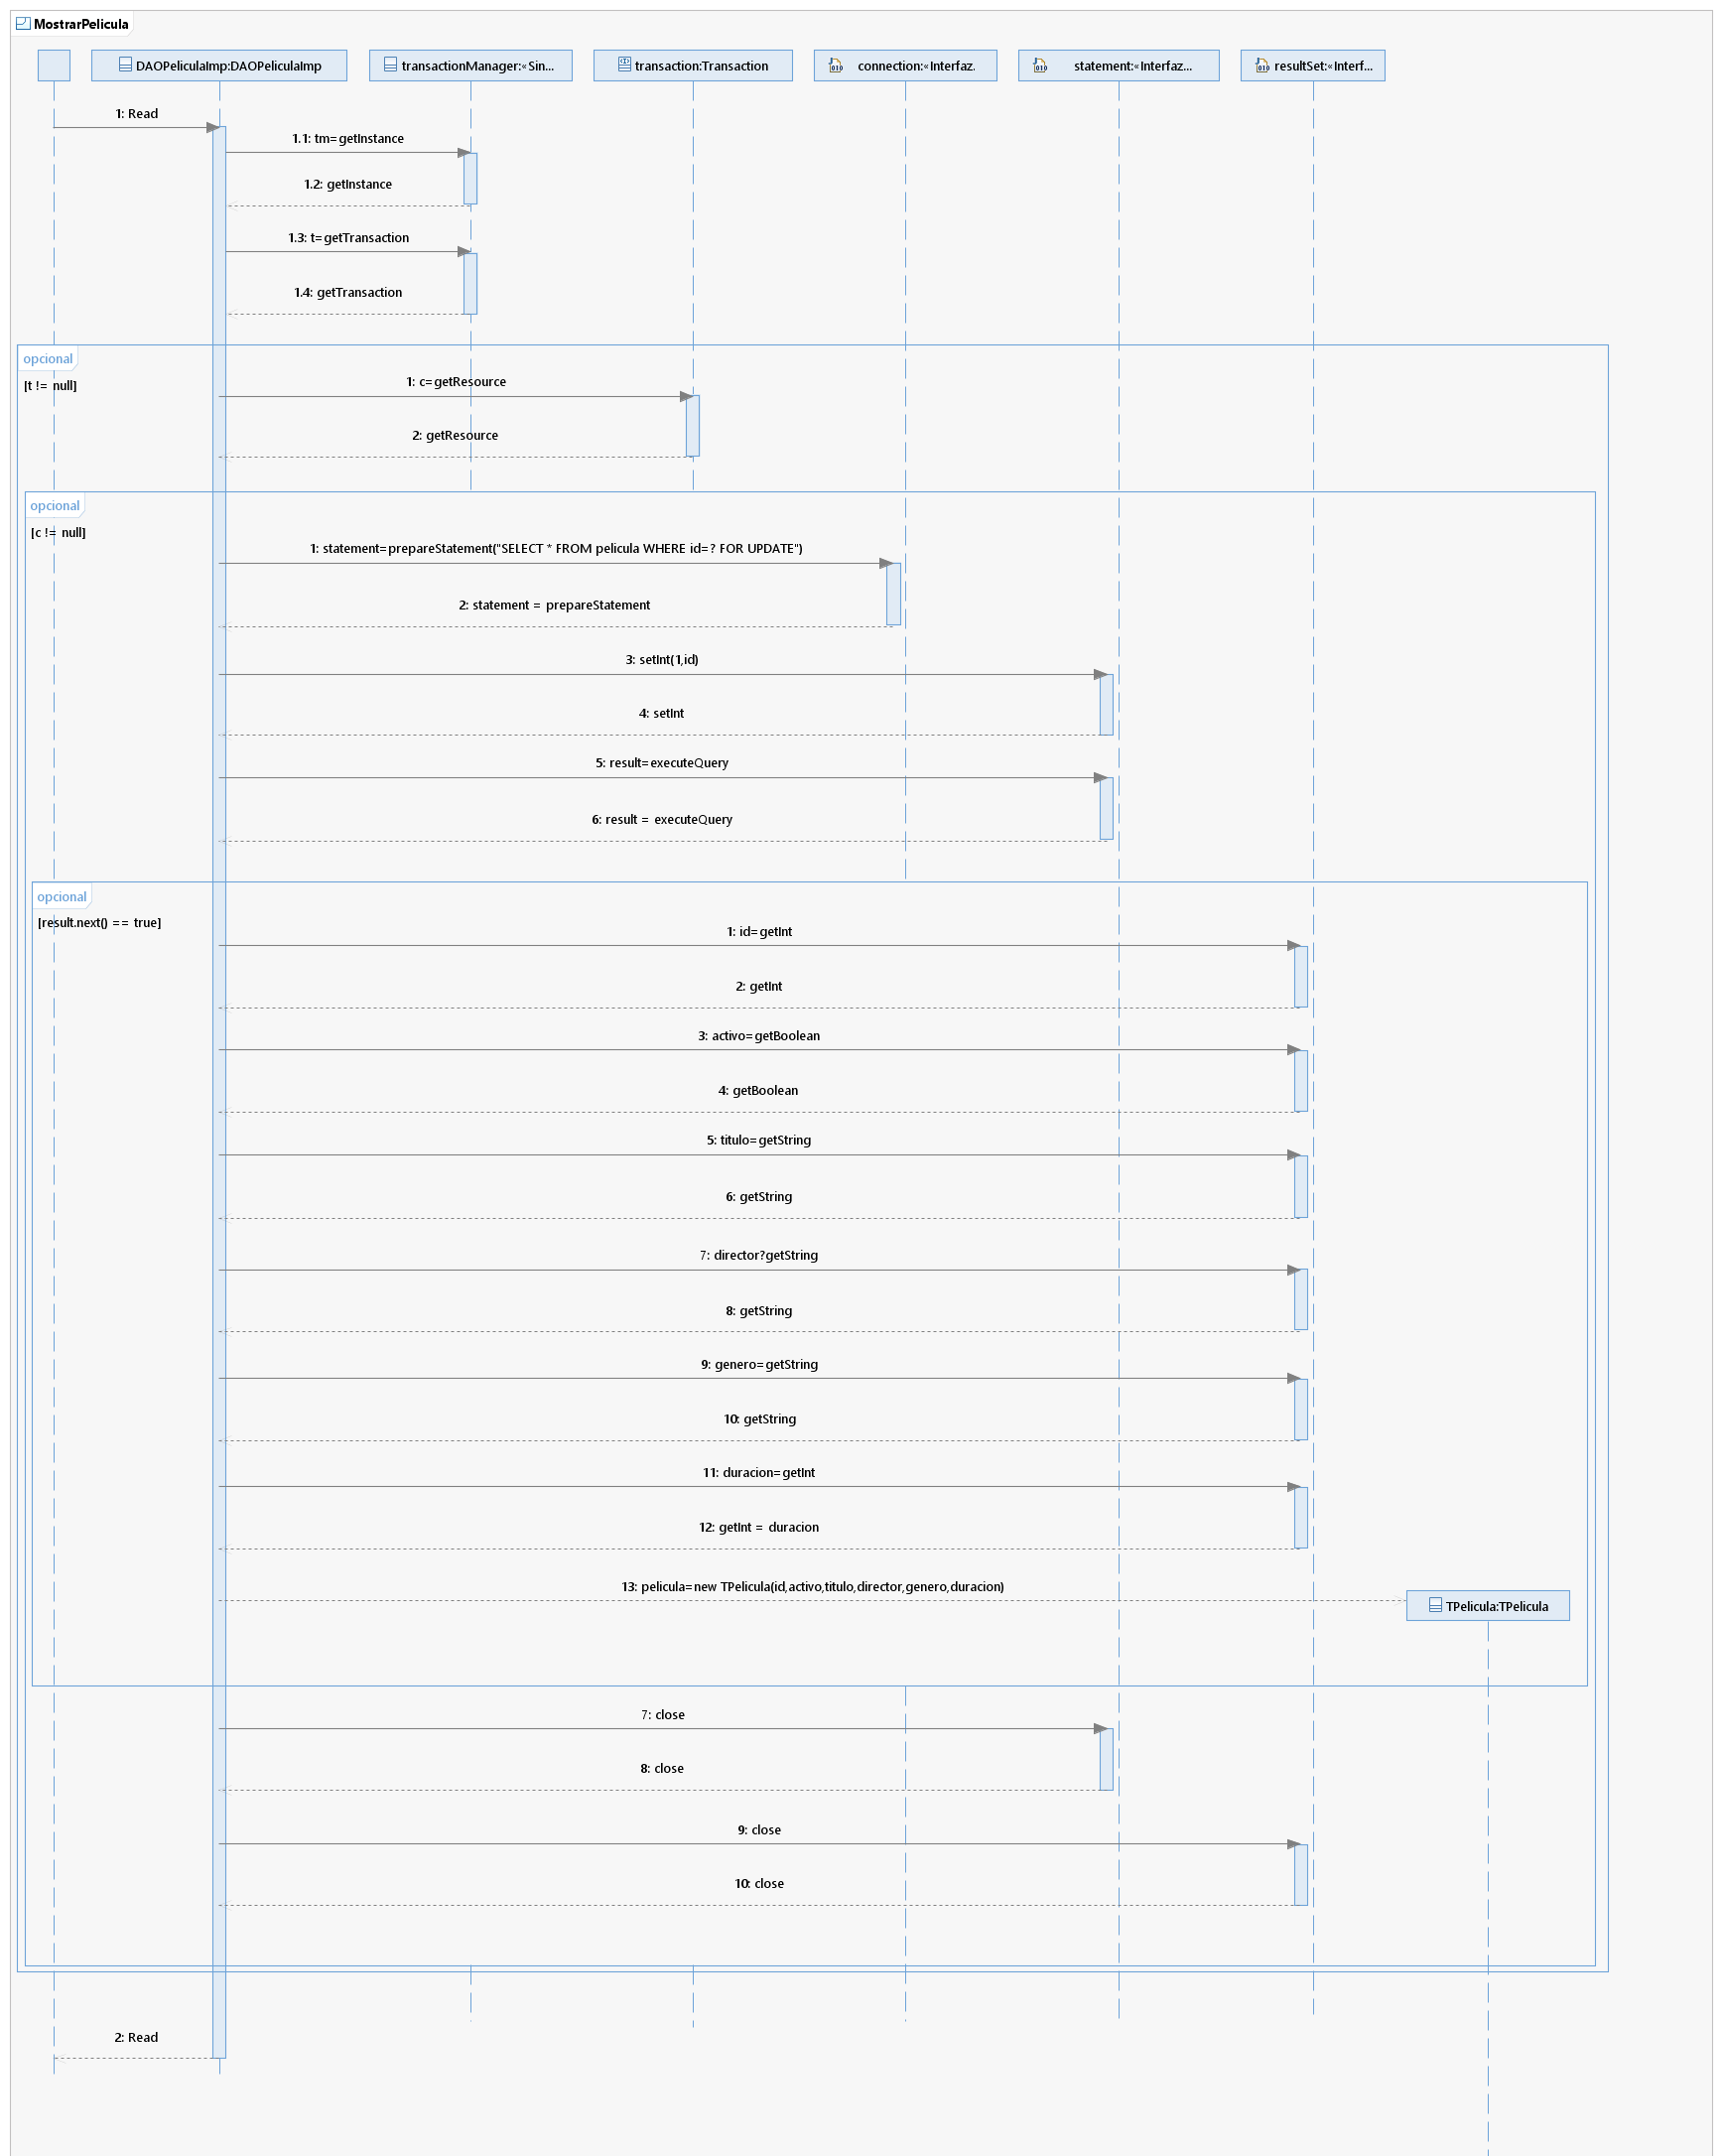 MostrarPelicula
DAOPeliculaImp:DAOPeliculaImp
transactionManager:«Sin...
transaction:Transaction
connection:«Interfaz.
statement:«Interfaz...
resultSet:«Interf...
1: Read
1.1: tm=getInstance
1.2: getInstance
1.3: t=getTransaction
1.4: getTransaction
opcional
[t != null]
1: c=getResource
2: getResource
opcional
[c != null]
1: statement=prepareStatement("SELECT * FROM pelicula WHERE id=? FOR UPDATE")
2: statement = prepareStatement
3: setInt(1,id)
4: setInt
5: result=executeQuery
6: result = executeQuery
opcional
[result.next() == true]
1: id=getInt
2: getInt
3: activo=getBoolean
4: getBoolean
5: titulo=getString
6: getString
7: director?getString
8: getString
9: genero=getString
10: getString
11: duracion=getInt
12: getInt = duracion
13: pelicula=new TPelicula(id,activo,titulo,director,genero,duracion)
TPelicula:TPelicula
7: close
8: close
9: close
10: close
2: Read